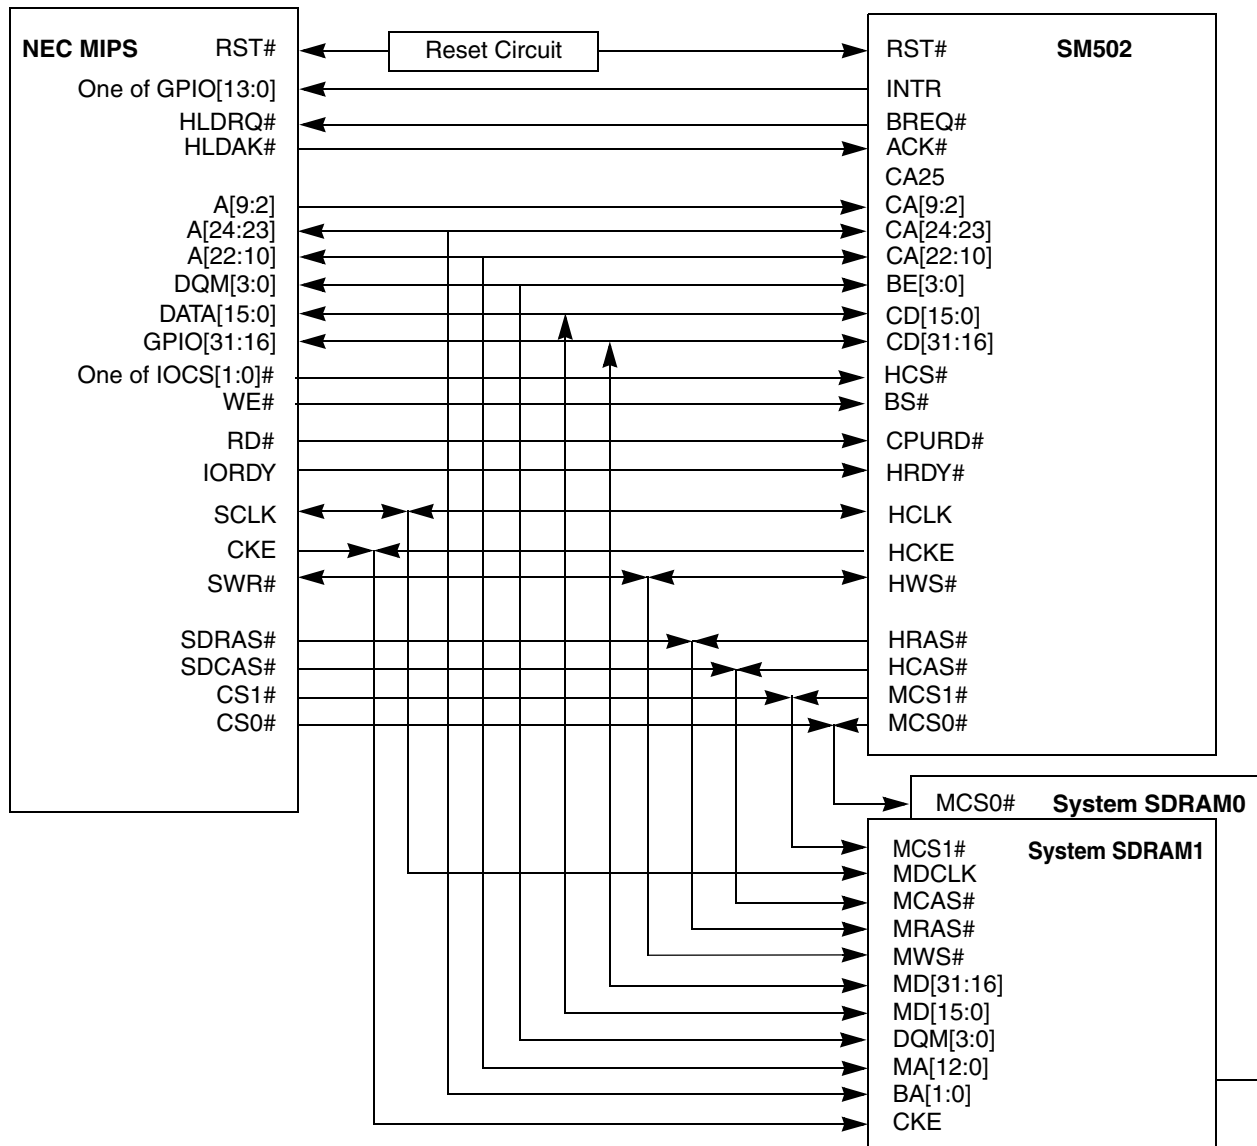 NEC MIPS RST# Reset Circuit RST# SM502
One of GPIO[13:0] INTR
HLDRQ# BREQ#
HLDAK# ACK#
CA25
A[9:2] CA[9:2]
A[24:23] CA[24:23]
A[22:10] CA[22:10]
DQM[3:0] BE[3:0]
DATA[15:0] CD[15:0]
GPIO[31:16] CD[31:16]
One of IOCS[1:0]# HCS#
WE# BS#
RD# CPURD#
IORDY HRDY#
SCLK HCLK
CKE HCKE
SWR# HWS#
SDRAS# HRAS#
SDCAS# HCAS#
CS1# MCS1#
CS0# MCS0#
MCS0# System SDRAM0
MCS1# System SDRAM1
MDCLK
MCAS#
MRAS#
MWS#
MD[31:16]
MD[15:0]
DQM[3:0]
MA[12:0]
BA[1:0]
CKE